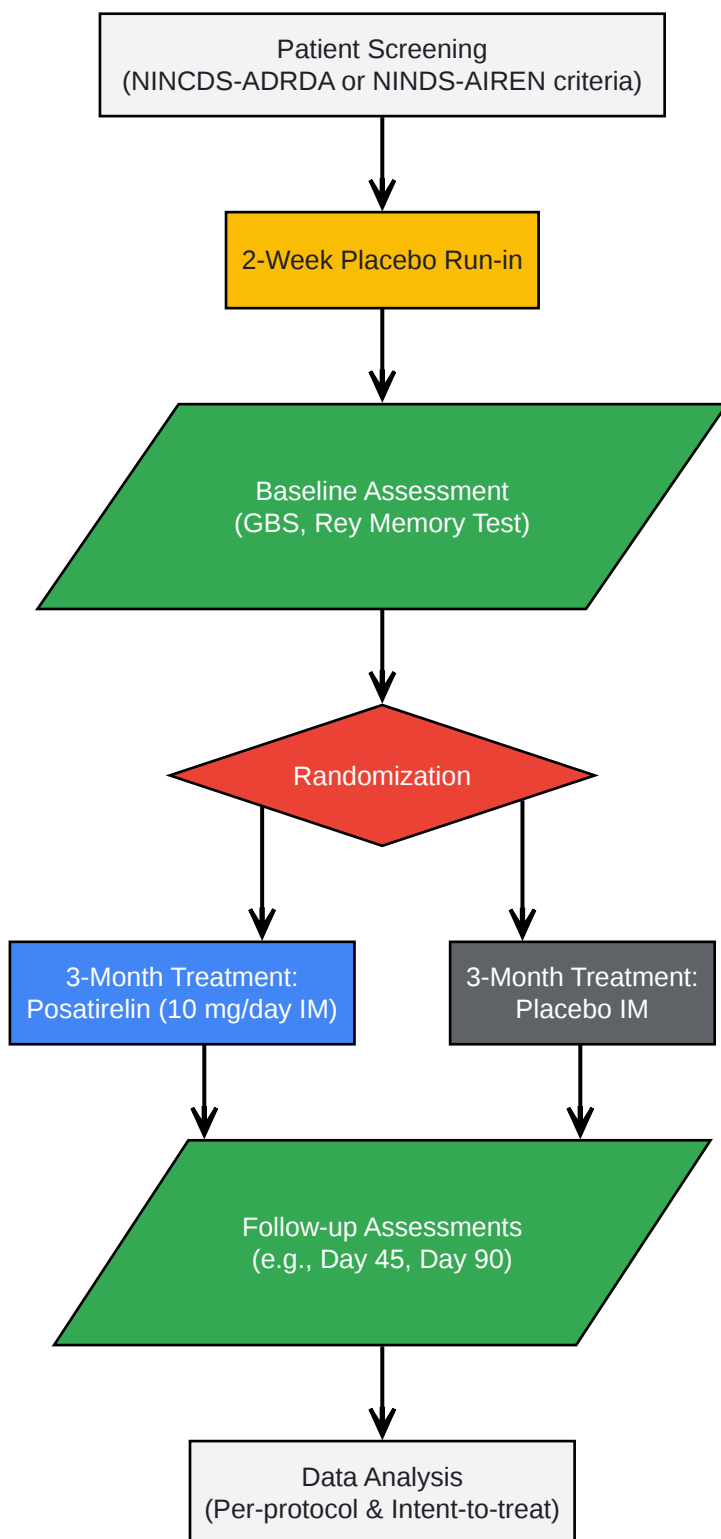 Patient Screening
(NINCDS-ADRDA or NINDS-AIREN criteria)
2-Week Placebo Run-in
Baseline Assessment
(GBS, Rey Memory Test)
Randomization
3-Month Treatment:
Posatirelin (10 mg/day IM)
3-Month Treatment:
Placebo IM
Follow-up Assessments
(e.g., Day 45, Day 90)
Data Analysis
(Per-protocol & Intent-to-treat)